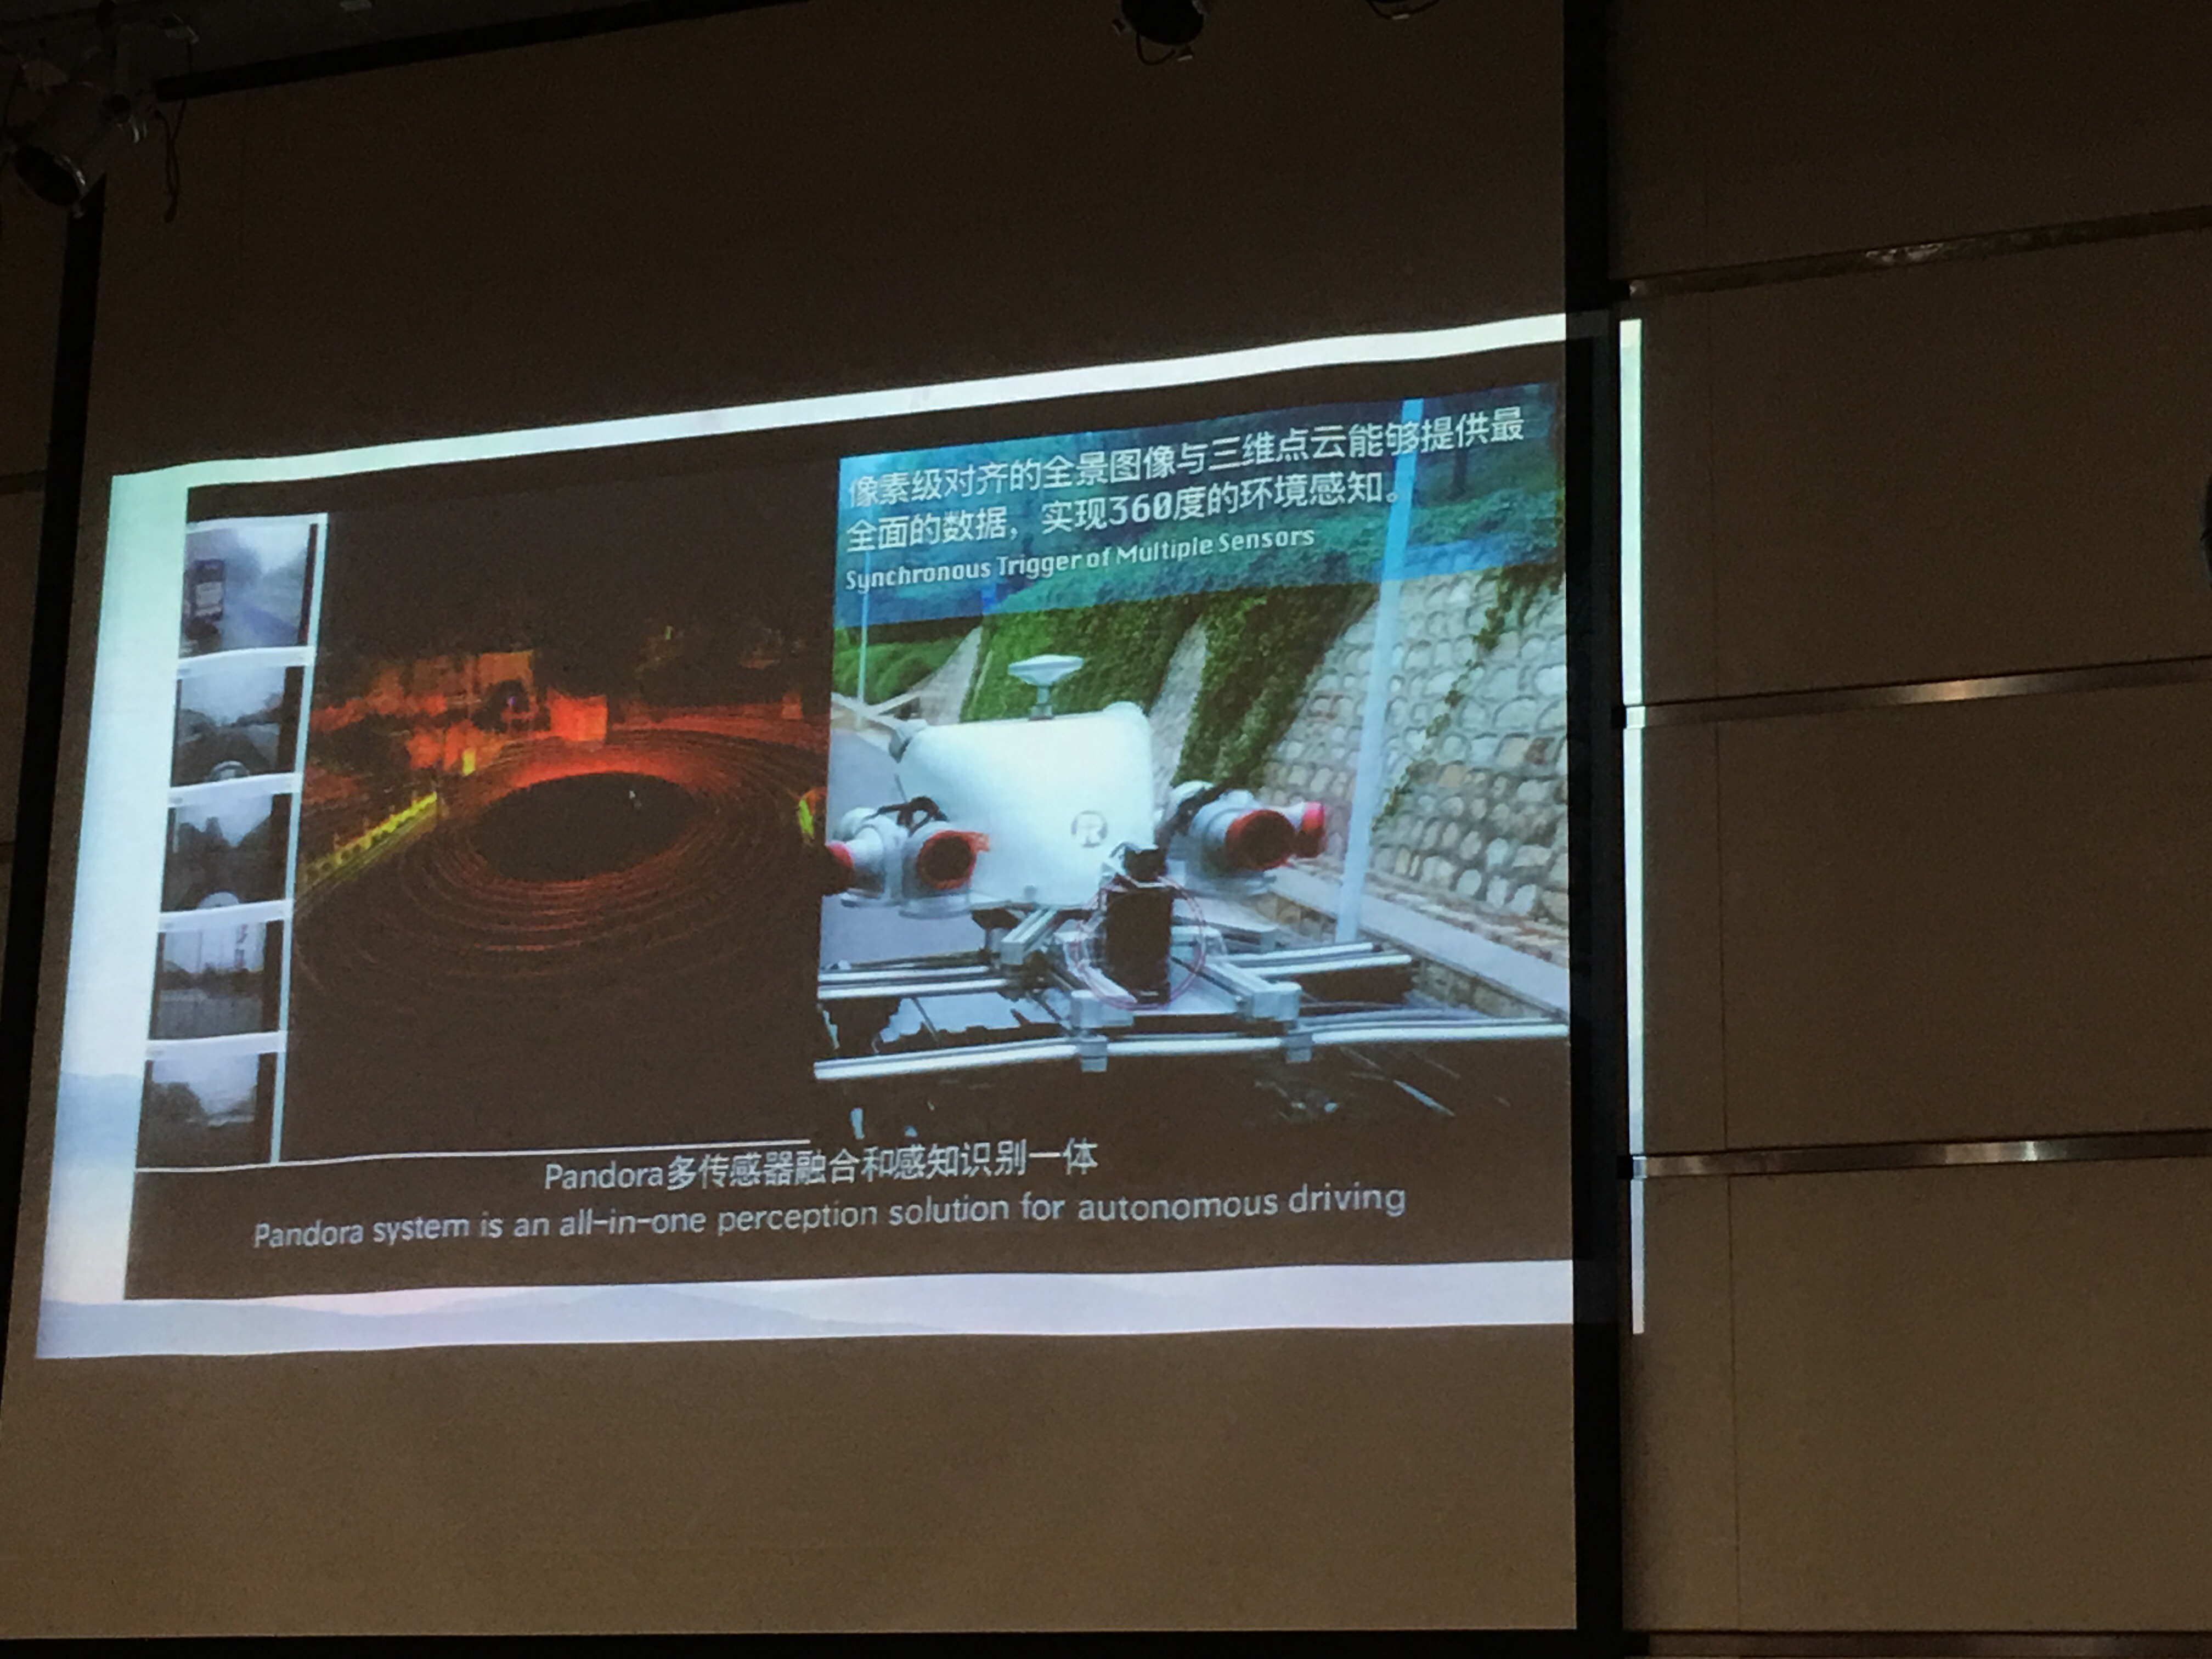 像素级对齐的全景图像与三维点云能够提供最
全面的数据，实现360度的环境感知。
Synchronous Trigger of Multiple Sensors
Pandora多传感器融合和感知识别一体
Pandora system is an all-in-one perception solution for autonomous driving